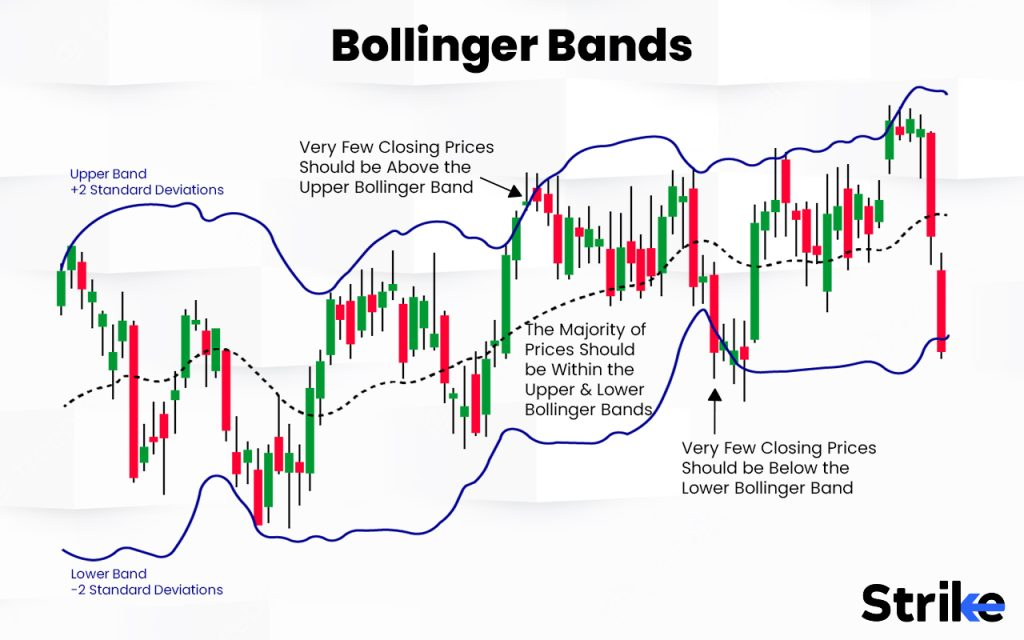 Bollinger Bands
Very Few Closing Prices
Should be Above the
Upper Bollinger Band
Upper Band
+2 Standard Deviations
The Majority of
Prices Should
be Within the
Upper & Lower
Bollinger Bands
Very Few Closing Prices
Should be Below the
Lower Bollinger Band
Lower Band
-2 Standard Deviations
Strike